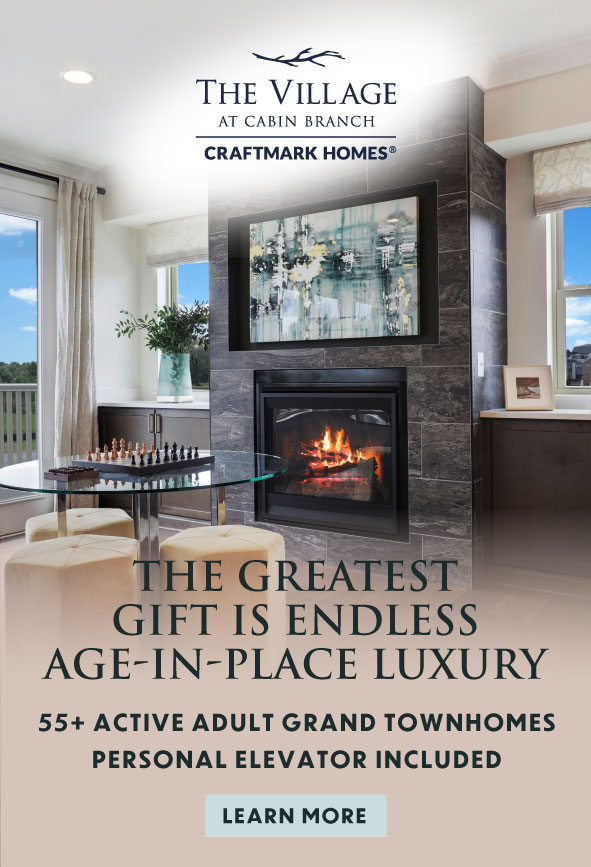 THE VILLAGE
AT CABIN BRANCH
CRAFTMARK HOMES®
THE GREATEST
GIFT IS ENDLESS
AGE-IN-PLACE LUXURY
55+ ACTIVE ADULT GRAND TOWNHOMES
PERSONAL ELEVATOR INCLUDED
LEARN MORE